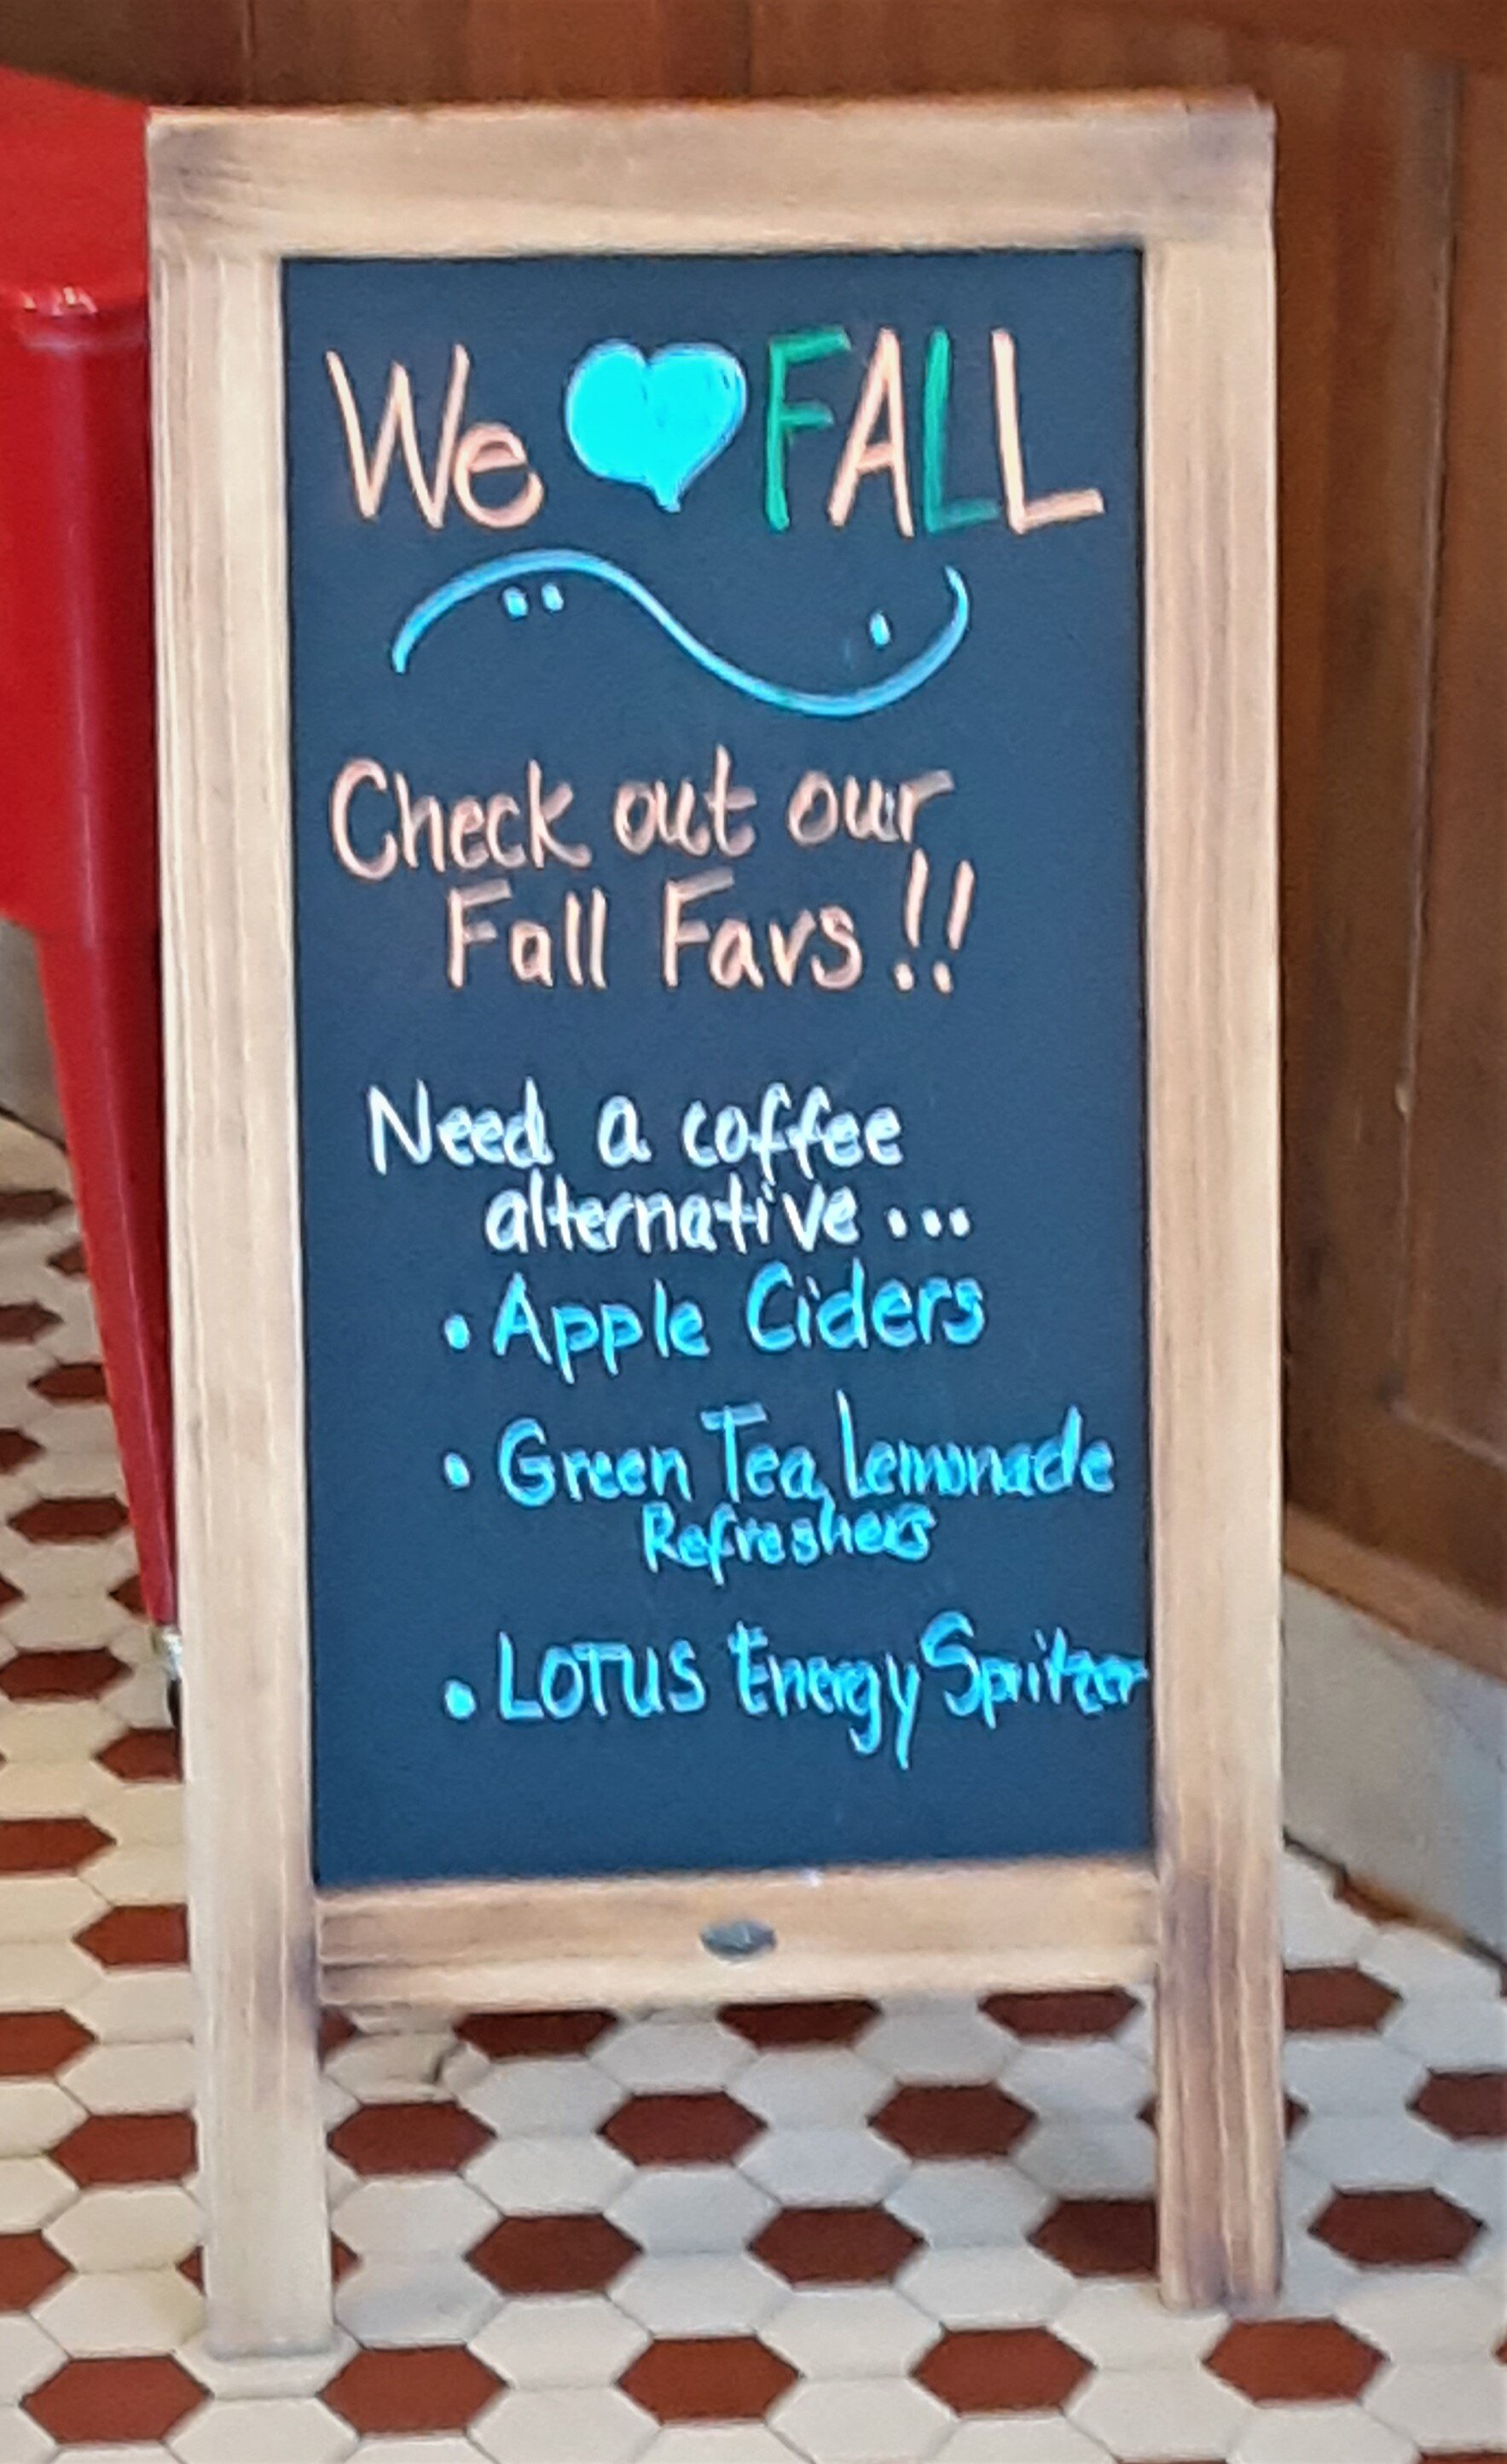 We ♥ FALL
Check out our
Fall Favs!!
Need a coffee
alternative...
• Apple Ciders
• Green Tea Lemonade
Refreshers
• LOTUS Energy Spritzer